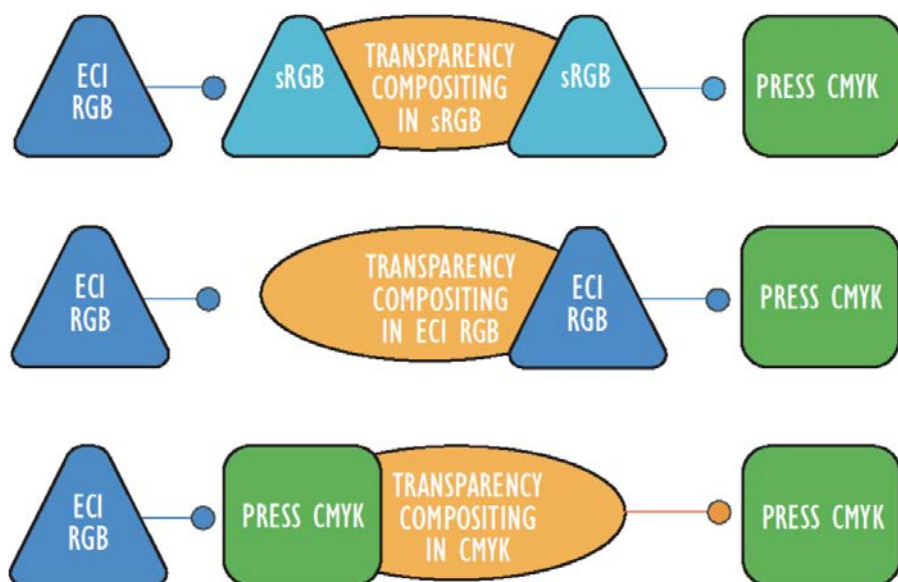 ECI
RGB
sRGB
TRANSPARENCY
COMPOSITING
IN sRGB
sRGB
PRESS CMYK
ECI
RGB
TRANSPARENCY
COMPOSITING
IN ECI RGB
ECI
RGB
PRESS CMYK
ECI
RGB
PRESS CMYK
TRANSPARENCY
COMPOSITING
IN CMYK
PRESS CMYK